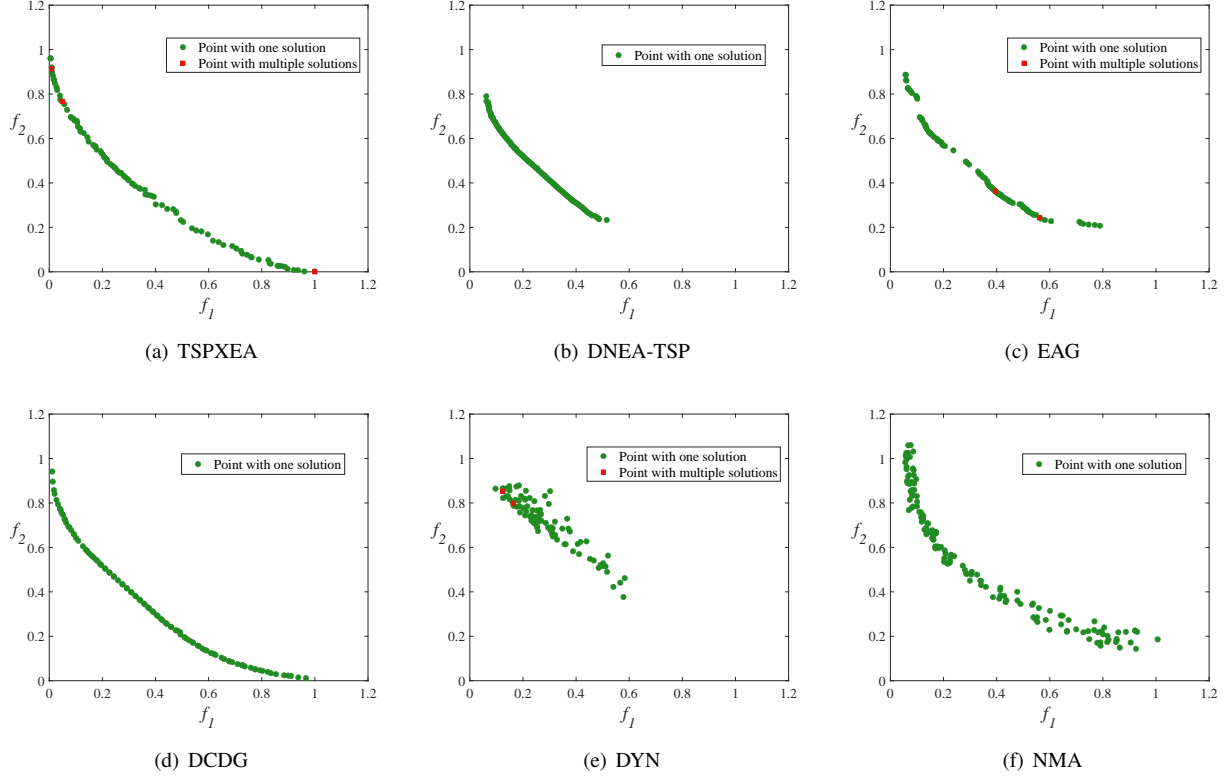 1.2
1
0.8
0.6
0.4
0.2
0
f2
Point with one solution
Point with multiple solutions
0 0.2 0.4 0.6 0.8 1 1.2
f1
(a) TSPXEA
1.2
1
0.8
0.6
0.4
0.2
0
f2
Point with one solution
0 0.2 0.4 0.6 0.8 1 1.2
f1
(b) DNEA-TSP
1.2
1
0.8
0.6
0.4
0.2
0
f2
Point with one solution
Point with multiple solutions
0 0.2 0.4 0.6 0.8 1 1.2
f1
(c) EAG
1.2
1
0.8
0.6
0.4
0.2
0
f2
Point with one solution
0 0.2 0.4 0.6 0.8 1 1.2
f1
(d) DCDG
1.2
1
0.8
0.6
0.4
0.2
0
f2
Point with one solution
Point with multiple solutions
0 0.2 0.4 0.6 0.8 1 1.2
f1
(e) DYN
1.2
1
0.8
0.6
0.4
0.2
0
f2
Point with one solution
0 0.2 0.4 0.6 0.8 1 1.2
f1
(f) NMA